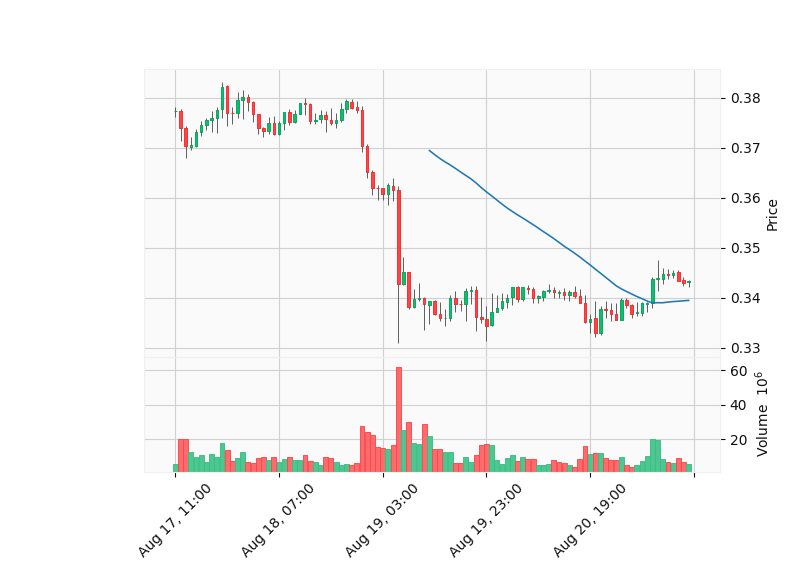 0.38
0.37
0.36
0.35
0.34
0.33
Price
60
40
20
Volume 10^6
Aug 17, 11:00
Aug 18, 07:00
Aug 19, 03:00
Aug 19, 23:00
Aug 20, 19:00